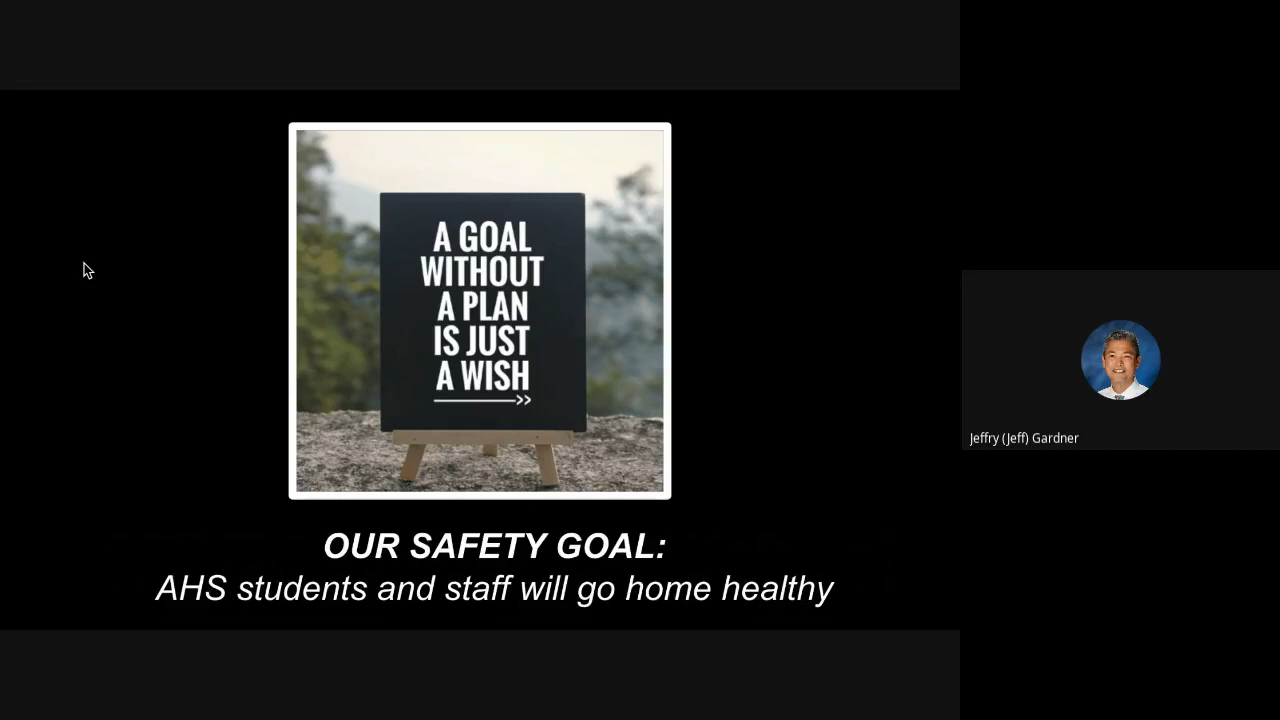 A GOAL
WITHOUT
A PLAN
IS JUST
A WISH
OUR SAFETY GOAL:
AHS students and staff will go home healthy
Jeffry (Jeff) Gardner